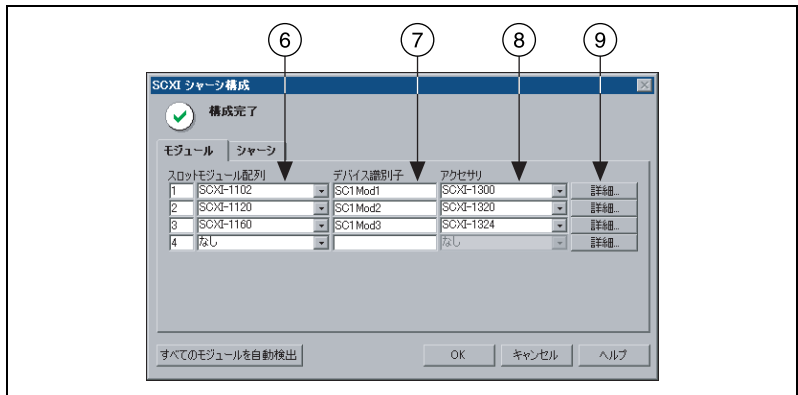 6 7 8 9
SCXI シャーシ構成
構成完了
モジュール シャーシ
スロット モジュール配列 デバイス識別子 アクセサリ
1 SCXI-1102 SC1Mod1 SCXI-1300 詳細...
2 SCXI-1120 SC1Mod2 SCXI-1320 詳細...
3 SCXI-1160 SC1Mod3 SCXI-1324 詳細...
4 なし なし 詳細...
すべてのモジュールを自動検出 OK キャンセル ヘルプ